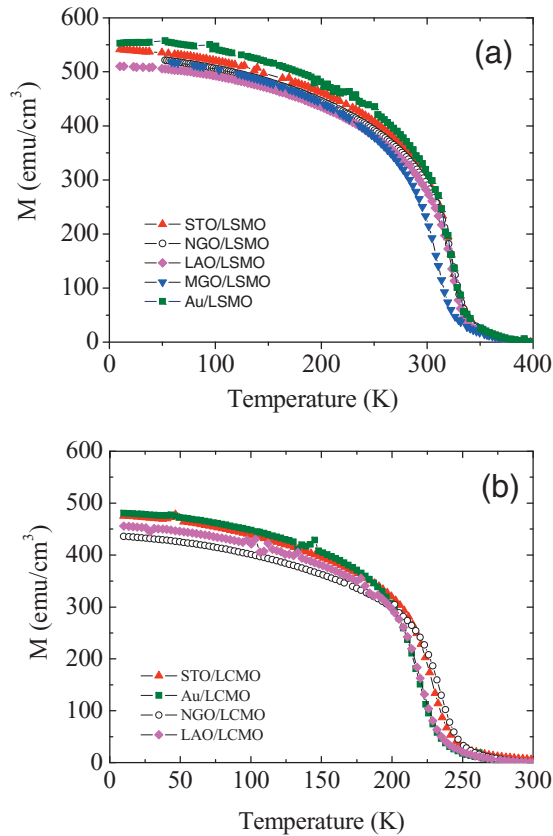 600
(a)
500
400
300
200
100
0
M (emu/cm³)
STO/LSMO
NGO/LSMO
LAO/LSMO
MGO/LSMO
Au/LSMO
0 100 200 300 400
Temperature (K)
600
(b)
500
400
300
200
100
0
M (emu/cm³)
STO/LCMO
Au/LCMO
NGO/LCMO
LAO/LCMO
0 50 100 150 200 250 300
Temperature (K)